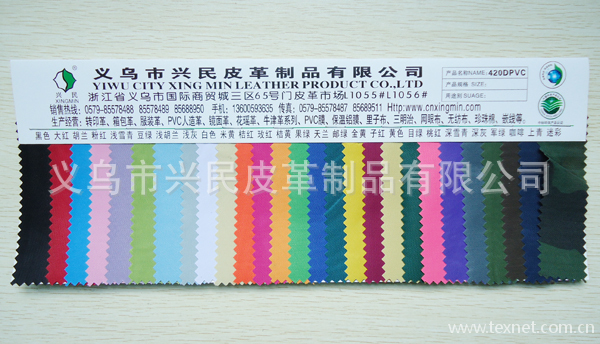 兴民
XINGMIN
义乌市兴民皮革制品有限公司
YIWU CITY XING MIN LEATHER PRODUCT CO.,LTD
浙江省义乌市国际商贸城三区65号门皮革市场L1055#L1056#
销售热线: 0579-85578488 85578488 85688950 手机: 13600593635 传真: 0579-85578487 85689511 Http:www.cnxingmin.com
生产经营: 转印革、箱包革、服装革、PVC人造革、镜面革、花瑶革、牛津革系列、PVC膜、保温铝膜、里子布、三明治、网眼布、无纺布、珍珠棉、嵌线等。
产品名称NAME: 420DPVC
产品规格SUAZE:
黑色 大红 胡兰 粉红 浅雪青 豆绿 浅胡兰 浅灰 白色 米黄 桔红 玫红 桔黄 果绿 天兰 邮绿 金黄 子红 黄色 目绿 桃红 深雪青 深灰 军绿 咖啡 上青 迷彩
义乌市兴民皮革制品有限公司
www.texnet.com.cn